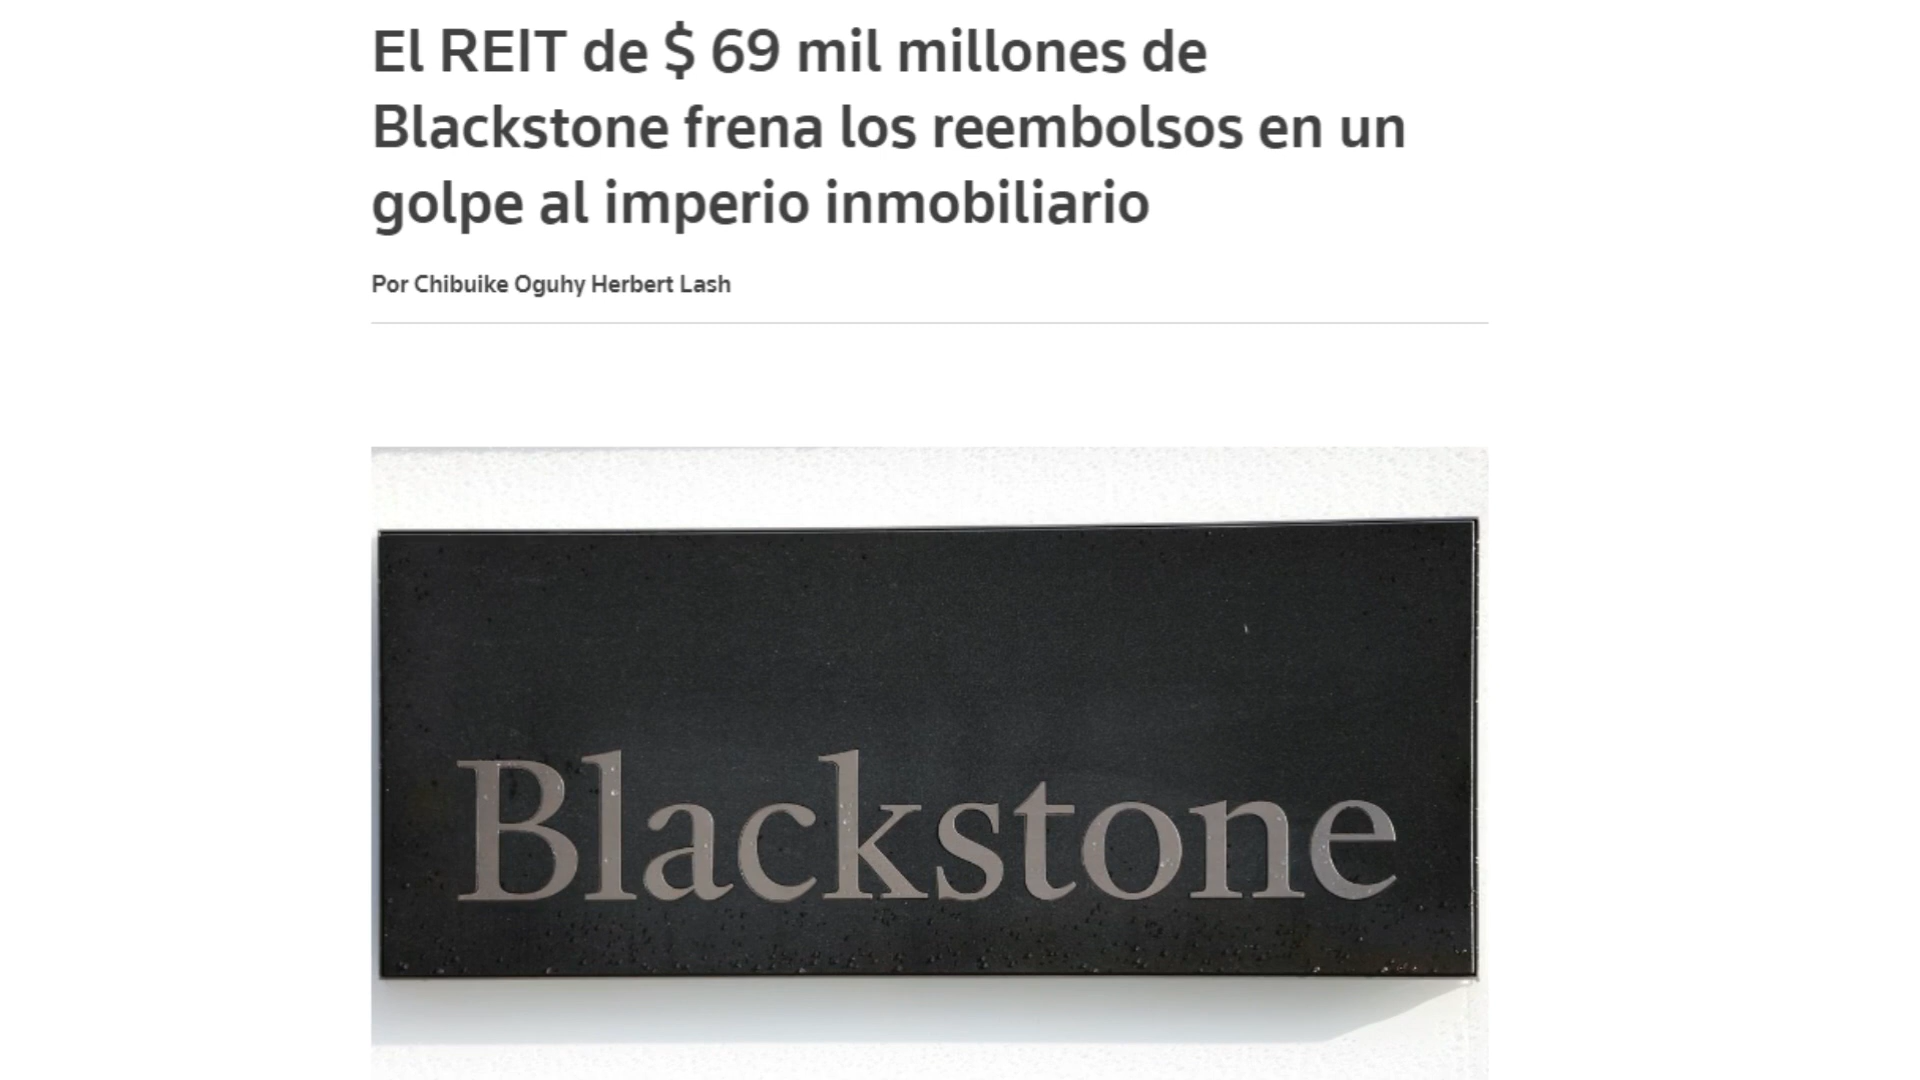 El REIT de $ 69 mil millones de
Blackstone frena los reembolsos en un
golpe al imperio inmobiliario
Por Chibuike Oguhy Herbert Lash
Blackstone